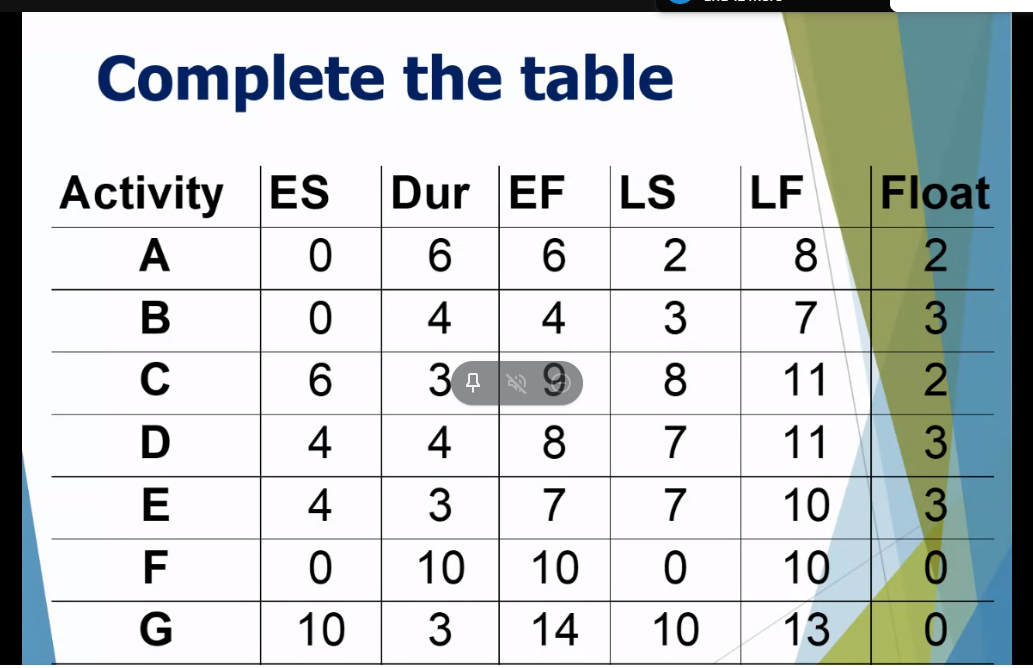 Complete the table
Activity ES Dur EF LS LF Float
A 0 6 6 2 8 2
B 0 4 4 3 7 3
C 6 3 9 8 11 2
D 4 4 8 7 11 3
E 4 3 7 7 10 3
F 0 10 10 0 10 0
G 10 3 14 10 13 0